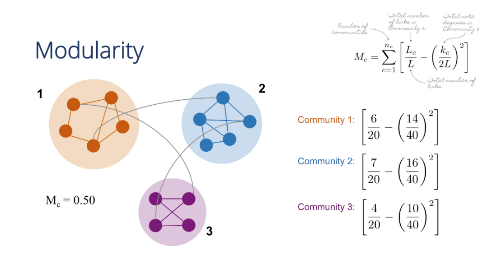 Modularity
Number of communities
Total number of links in Community c
Total node degrees in Community c
M_c = \sum_{c=1}^{n_c} [ L_c/L - (k_c/2L)^2 ]
Total number of links
1
2
3
M_c = 0.50
Community 1: [ 6/20 - (14/40)^2 ]
Community 2: [ 7/20 - (16/40)^2 ]
Community 3: [ 4/20 - (10/40)^2 ]